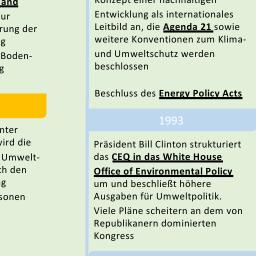 and
ur
rung der
g
Boden-
g
nter
vird die
Umwelt-
ch den
g
sonen
Konzept einer nachhaltigen
Entwicklung als internationales
Leitbild an, die Agenda 21 sowie
weitere Konventionen zum Klima-
und Umweltschutz werden
beschlossen
Beschluss des Energy Policy Acts
1993
Präsident Bill Clinton strukturiert
das CEQ in das White House
Office of Environmental Policy
um und beschließt höhere
Ausgaben für Umweltpolitik.
Viele Pläne scheitern an dem von
Republikanern dominierten
Kongress